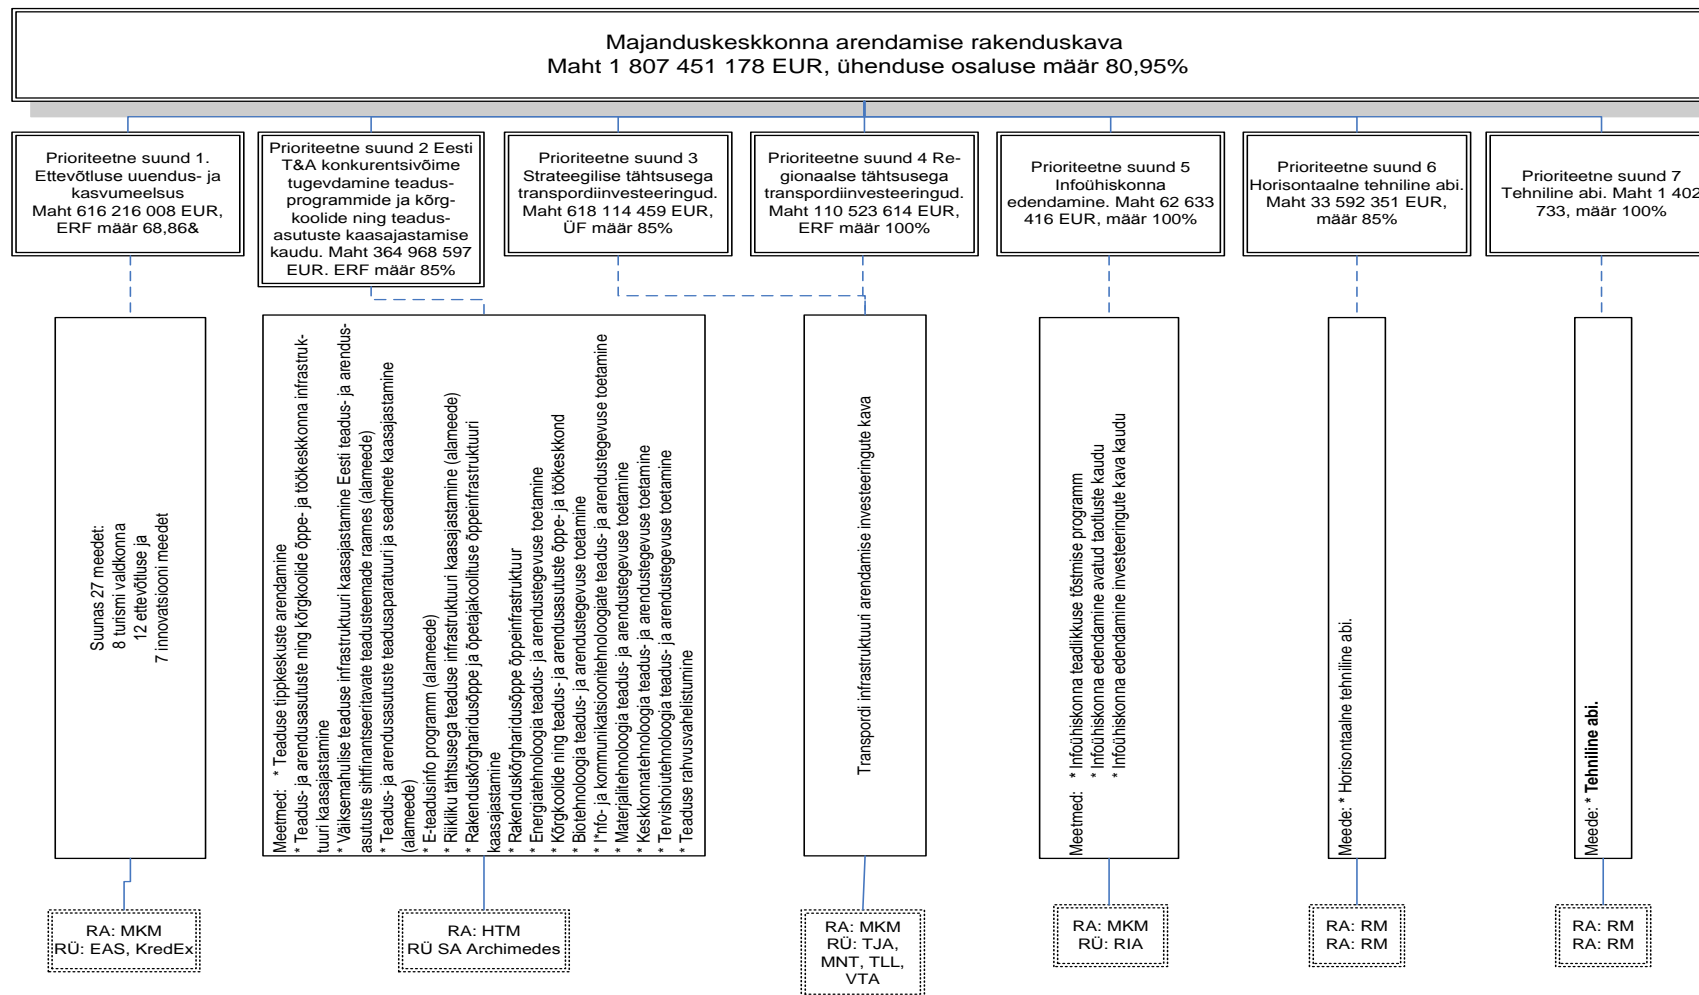 Majanduskeskkonna arendamise rakenduskava
Maht 1 807 451 178 EUR, ühenduse osaluse määr 80,95%
Prioriteetne suund 1.
Ettevõtluse uuendus- ja
kasvumeelsus
Maht 616 216 008 EUR,
ERF määr 68,86&
Prioriteetne suund 2 Eesti
T&A konkurentsivõime
tugevdamine teadus-
programmide ja kõrg-
koolide ning teadus-
asutuste kaasajastamise
kaudu. Maht 364 968 597
EUR. ERF määr 85%
Prioriteetne suund 3
Strateegilise tähtsusega
transpordiinvesteeringud.
Maht 618 114 459 EUR,
ÜF määr 85%
Prioriteetne suund 4 Re-
gionaalse tähtsusega
transpordiinvesteeringud.
Maht 110 523 614 EUR,
ERF määr 100%
Prioriteetne suund 5
Infoühiskonna
edendamine. Maht 62 633
416 EUR, määr 100%
Prioriteetne suund 6
Horisontaalne tehniline abi.
Maht 33 592 351 EUR,
määr 85%
Prioriteetne suund 7
Tehniline abi. Maht 1 402
733, määr 100%
Suunas 27 meedet:
8 turismi valdkonna
12 ettevõtluse ja
7 innovatsiooni meedet
Meetmed: * Teaduse tippkeskuste arendamine
* Teadus- ja arendusasutuste ning kõrgkoolide õppe- ja töökeskkonna infrastruk-
tuuri kaasajastamine
* Väiksemahulise teaduse infrastruktuuri kaasajastamine Eesti teadus- ja arendus-
asutuste sihtfinantseeritavate teadusteemade raames (alameede)
* Teadus- ja arendusasutuste teadusaparatuuri ja seadmete kaasajastamine
(alameede)
* E-teadusinfo programm (alameede)
* Riikliku tähtsusega teaduse infrastruktuuri kaasajastamine (alameede)
* Rakenduskõrgharidusõppe ja õpetajakoolituse õppeinfrastruktuuri
kaasajastamine
* Rakenduskõrgharidusõppe õppeinfrastruktuur
* Energiatehnoloogia teadus- ja arendustegevuse toetamine
* Kõrgkoolide ning teadus- ja arendusasutuste õppe- ja töökeskkond
* Biotehnoloogia teadus- ja arendustegevuse toetamine
* I*nfo- ja kommunikatsioonitehnoloogiate teadus- ja arendustegevuse toetamine
* Materjalitehnoloogia teadus- ja arendustegevuse toetamine
* Keskkonnatehnoloogia teadus- ja arendustegevuse toetamine
* Tervishoiutehnoloogia teadus- ja arendustegevuse toetamine
* Teaduse rahvusvahelistumine
Transpordi infrastruktuuri arendamise investeeringute kava
Meetmed: * Infoühiskonna teadlikkuse tõstmise programm
* Infoühiskonna edendamine avatud taotluste kaudu
* Infoühiskonna edendamine investeeringute kava kaudu
Meede: * Horisontaalne tehniline abi.
Meede: * Tehniline abi.
RA: MKM
RÜ: EAS, KredEx
RA: HTM
RÜ SA Archimedes
RA: MKM
RÜ: TJA,
MNT, TLL,
VTA
RA: MKM
RÜ: RIA
RA: RM
RA: RM
RA: RM
RA: RM